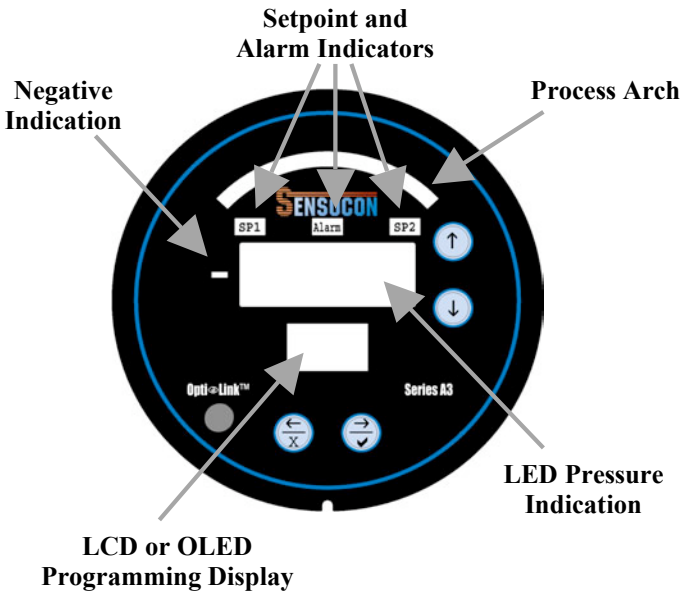 Setpoint and
Alarm Indicators
Negative
Indication
Process Arch
SENSOCON
SP1 Alarm SP2
↑
↓
Opti Link™
Series A3
←
X
→
✓
LED Pressure
Indication
LCD or OLED
Programming Display